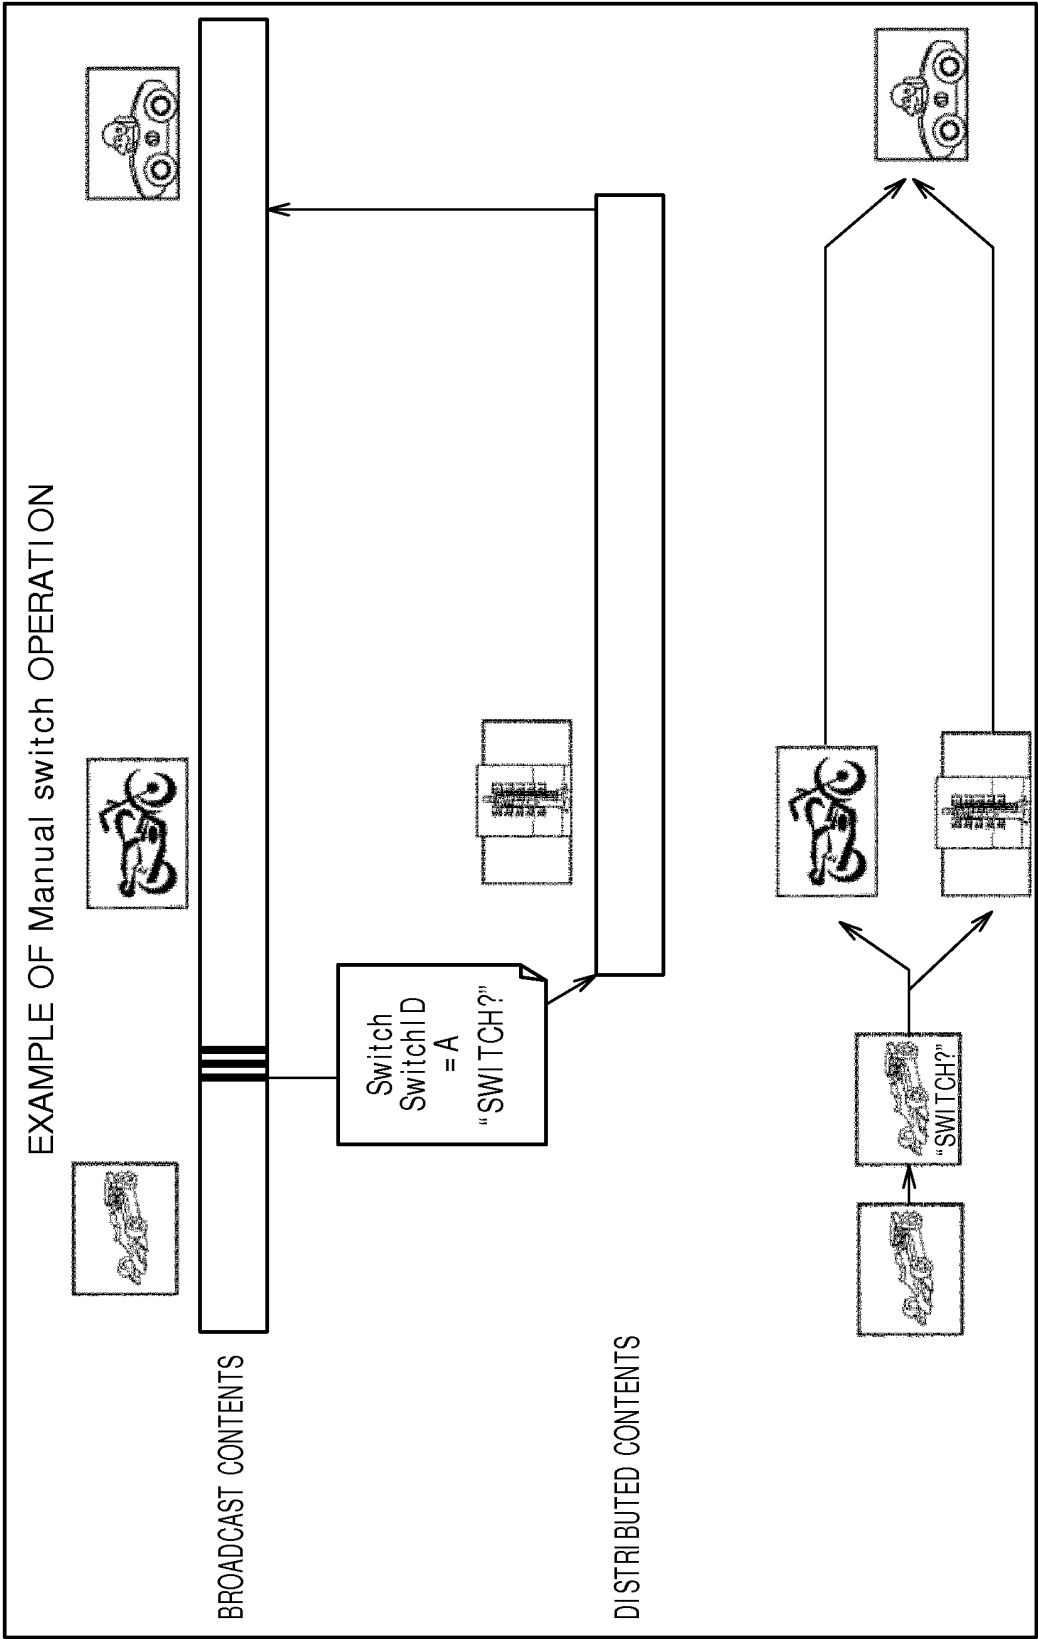 EXAMPLE OF Manual switch OPERATION
BROADCAST CONTENTS
Switch
SwitchID
=A
“SWITCH?”
DISTRIBUTED CONTENTS
“SWITCH?”